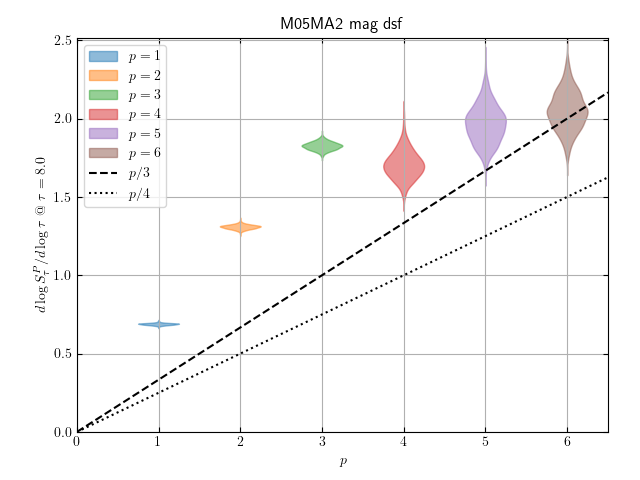 M05MA2 mag dsf
2.5
2.0
1.5
1.0
0.5
0.0
d log S_τ^P / d log τ @ τ = 8.0
p = 1
p = 2
p = 3
p = 4
p = 5
p = 6
p/3
p/4
0 1 2 3 4 5 6
p